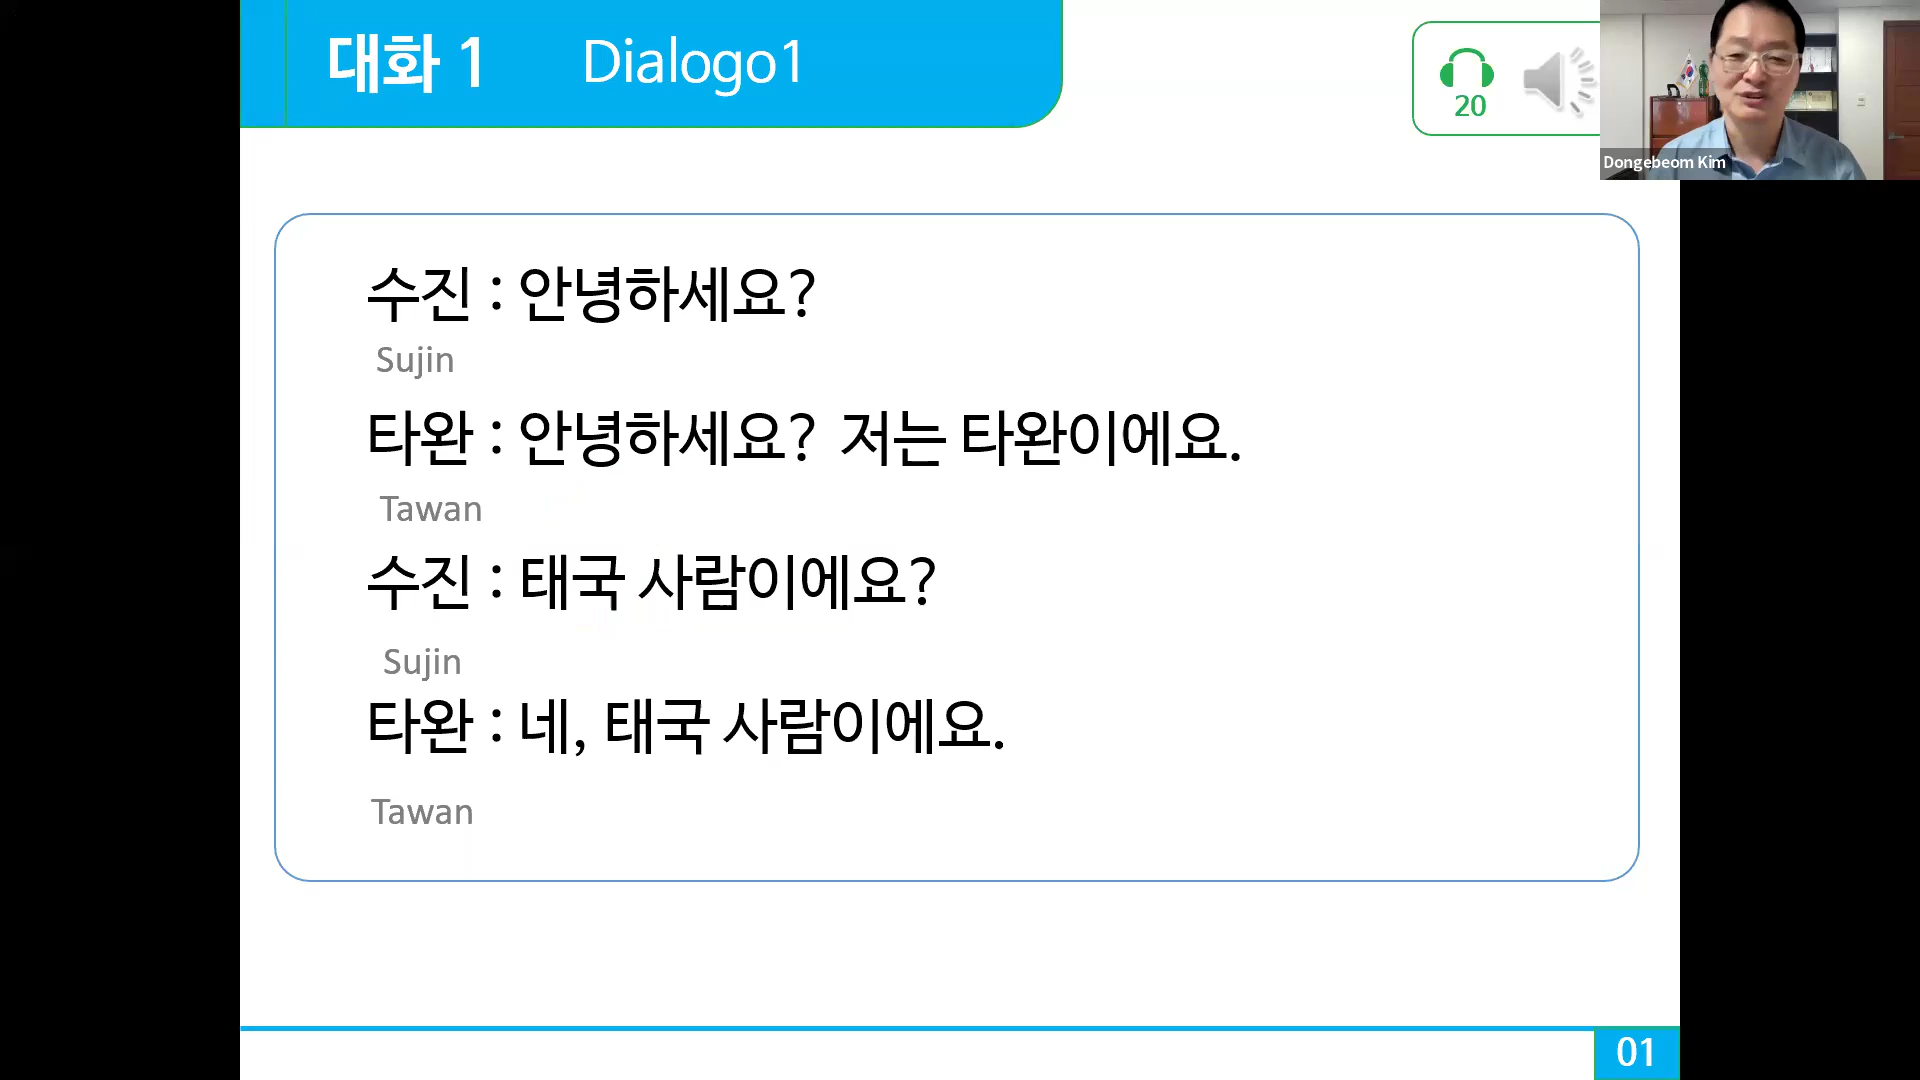 대화 1 Dialogo1
20
Dongebeom Kim
수진 : 안녕하세요?
Sujin
타완 : 안녕하세요? 저는 타완이에요.
Tawan
수진 : 태국 사람이에요?
Sujin
타완 : 네, 태국 사람이에요.
Tawan
01